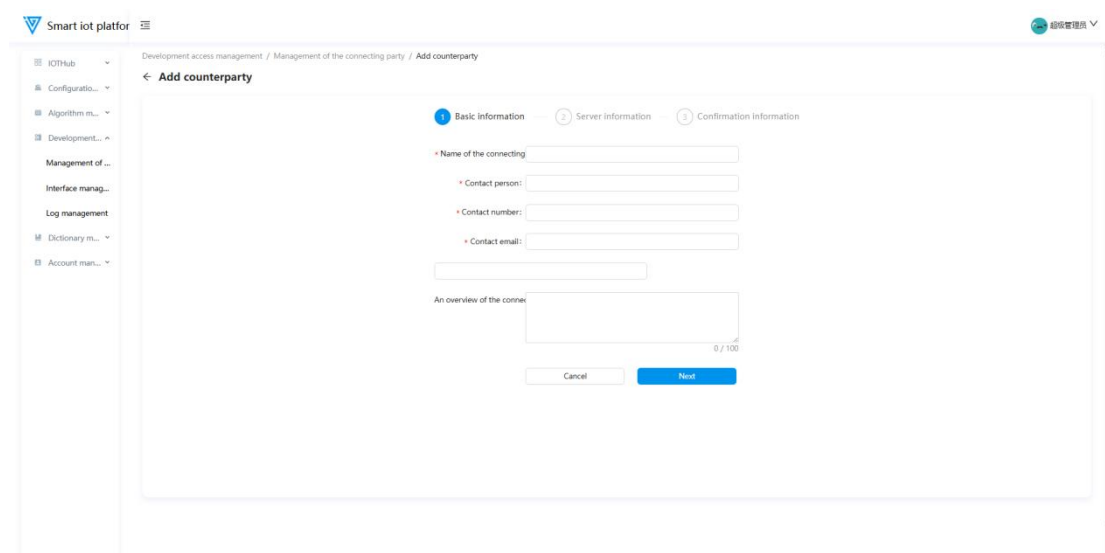 Smart iot platfor
超级管理员
IOTHub
Configuratio...
Algorithm m...
Development...
Management of ...
Interface manag...
Log management
Dictionary m...
Account man...
Development access management / Management of the connecting party / Add counterparty
← Add counterparty
1 Basic information 2 Server information 3 Confirmation information
* Name of the connecting
* Contact person:
* Contact number:
* Contact email:
An overview of the connec
0 / 100
Cancel Next